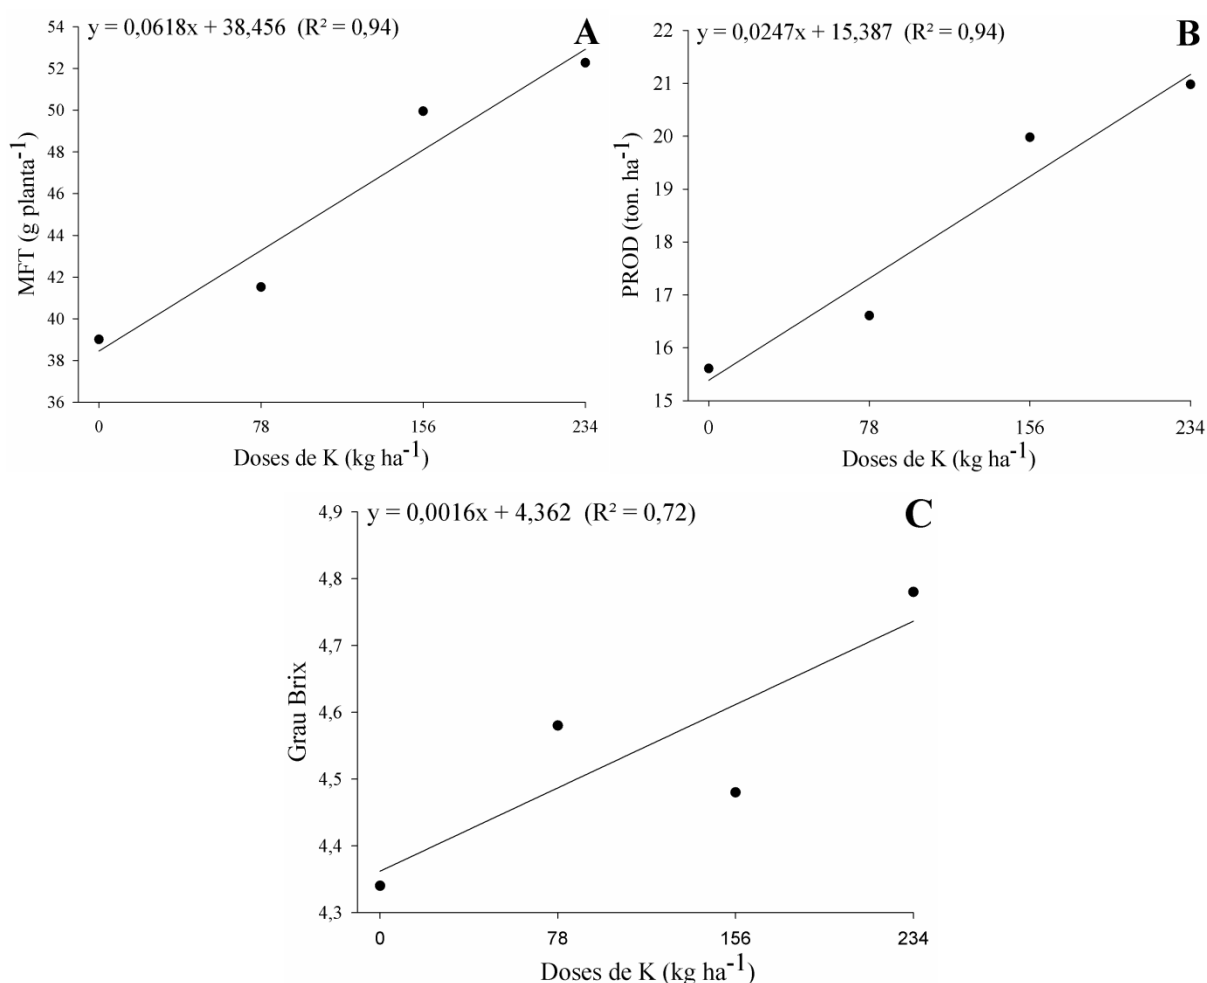 y = 0,0618x + 38,456 (R² = 0,94)
A
54
52
50
48
46
44
42
40
38
36
MFT (g planta⁻¹)
0 78 156 234
Doses de K (kg ha⁻¹)
y = 0,0247x + 15,387 (R² = 0,94)
B
22
21
20
19
18
17
16
15
PROD (ton. ha⁻¹)
0 78 156 234
Doses de K (kg ha⁻¹)
y = 0,0016x + 4,362 (R² = 0,72)
C
4,9
4,8
4,7
4,6
4,5
4,4
4,3
Grau Brix
0 78 156 234
Doses de K (kg ha⁻¹)